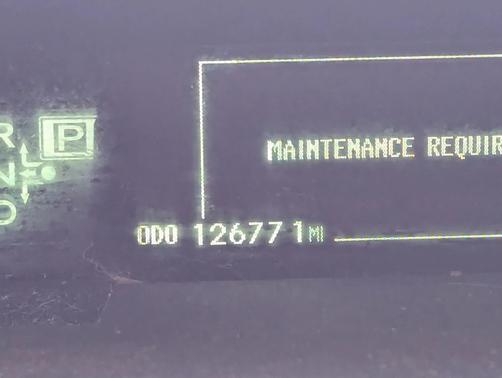 R P
N
D
MAINTENANCE REQUIR
ODO 126771 MI